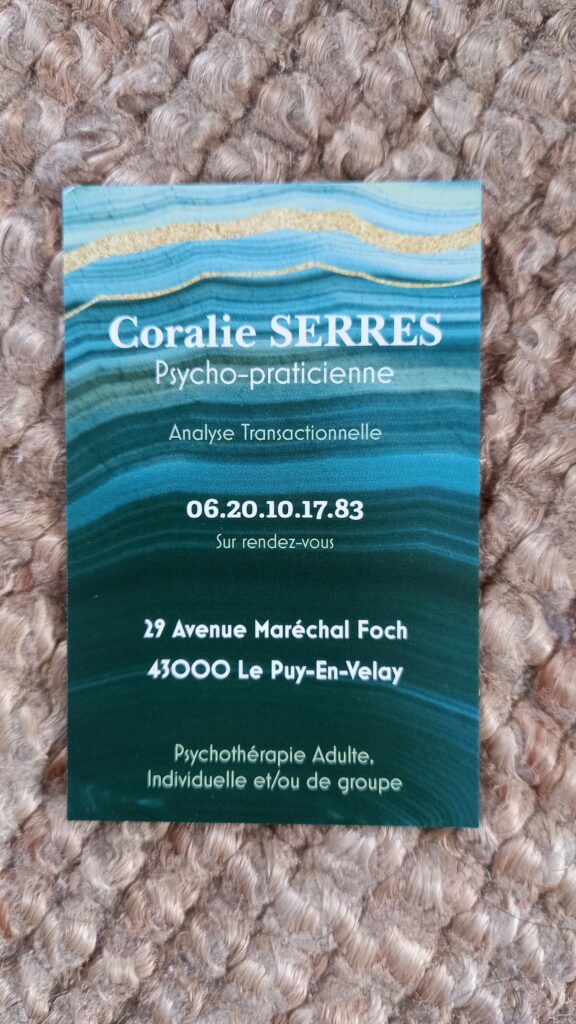 Coralie SERRES
Psycho-praticienne
Analyse Transactionnelle
06.20.10.17.83
Sur rendez-vous
29 Avenue Maréchal Foch
43000 Le Puy-En-Velay
Psychothérapie Adulte,
Individuelle et/ou de groupe